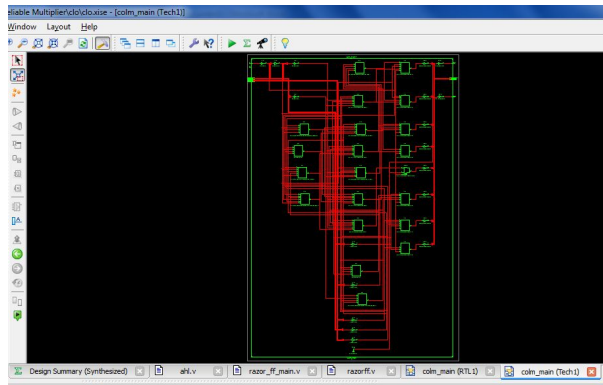 eliable Multiplier\clo\clo.xise - [colm_main (Tech1)]
Window Layout Help
Design Summary (Synthesized) ahl.v razor_ff_main.v razorff.v colm_main (RTL1) colm_main (Tech1)